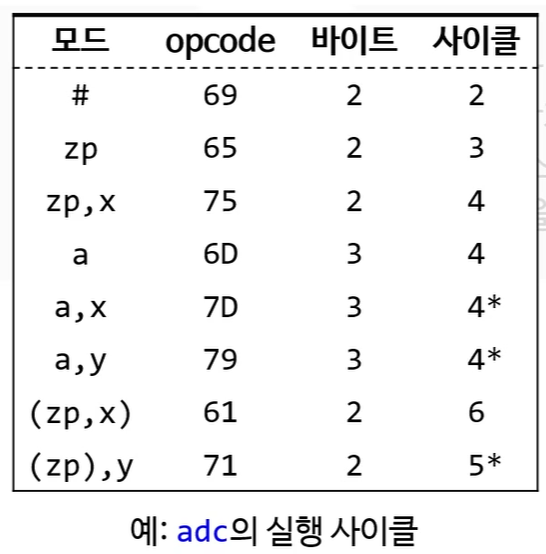 모드 opcode 바이트 사이클
# 69 2 2
zp 65 2 3
zp,x 75 2 4
a 6D 3 4
a,x 7D 3 4*
a,y 79 3 4*
(zp,x) 61 2 6
(zp),y 71 2 5*
예: adc의 실행 사이클